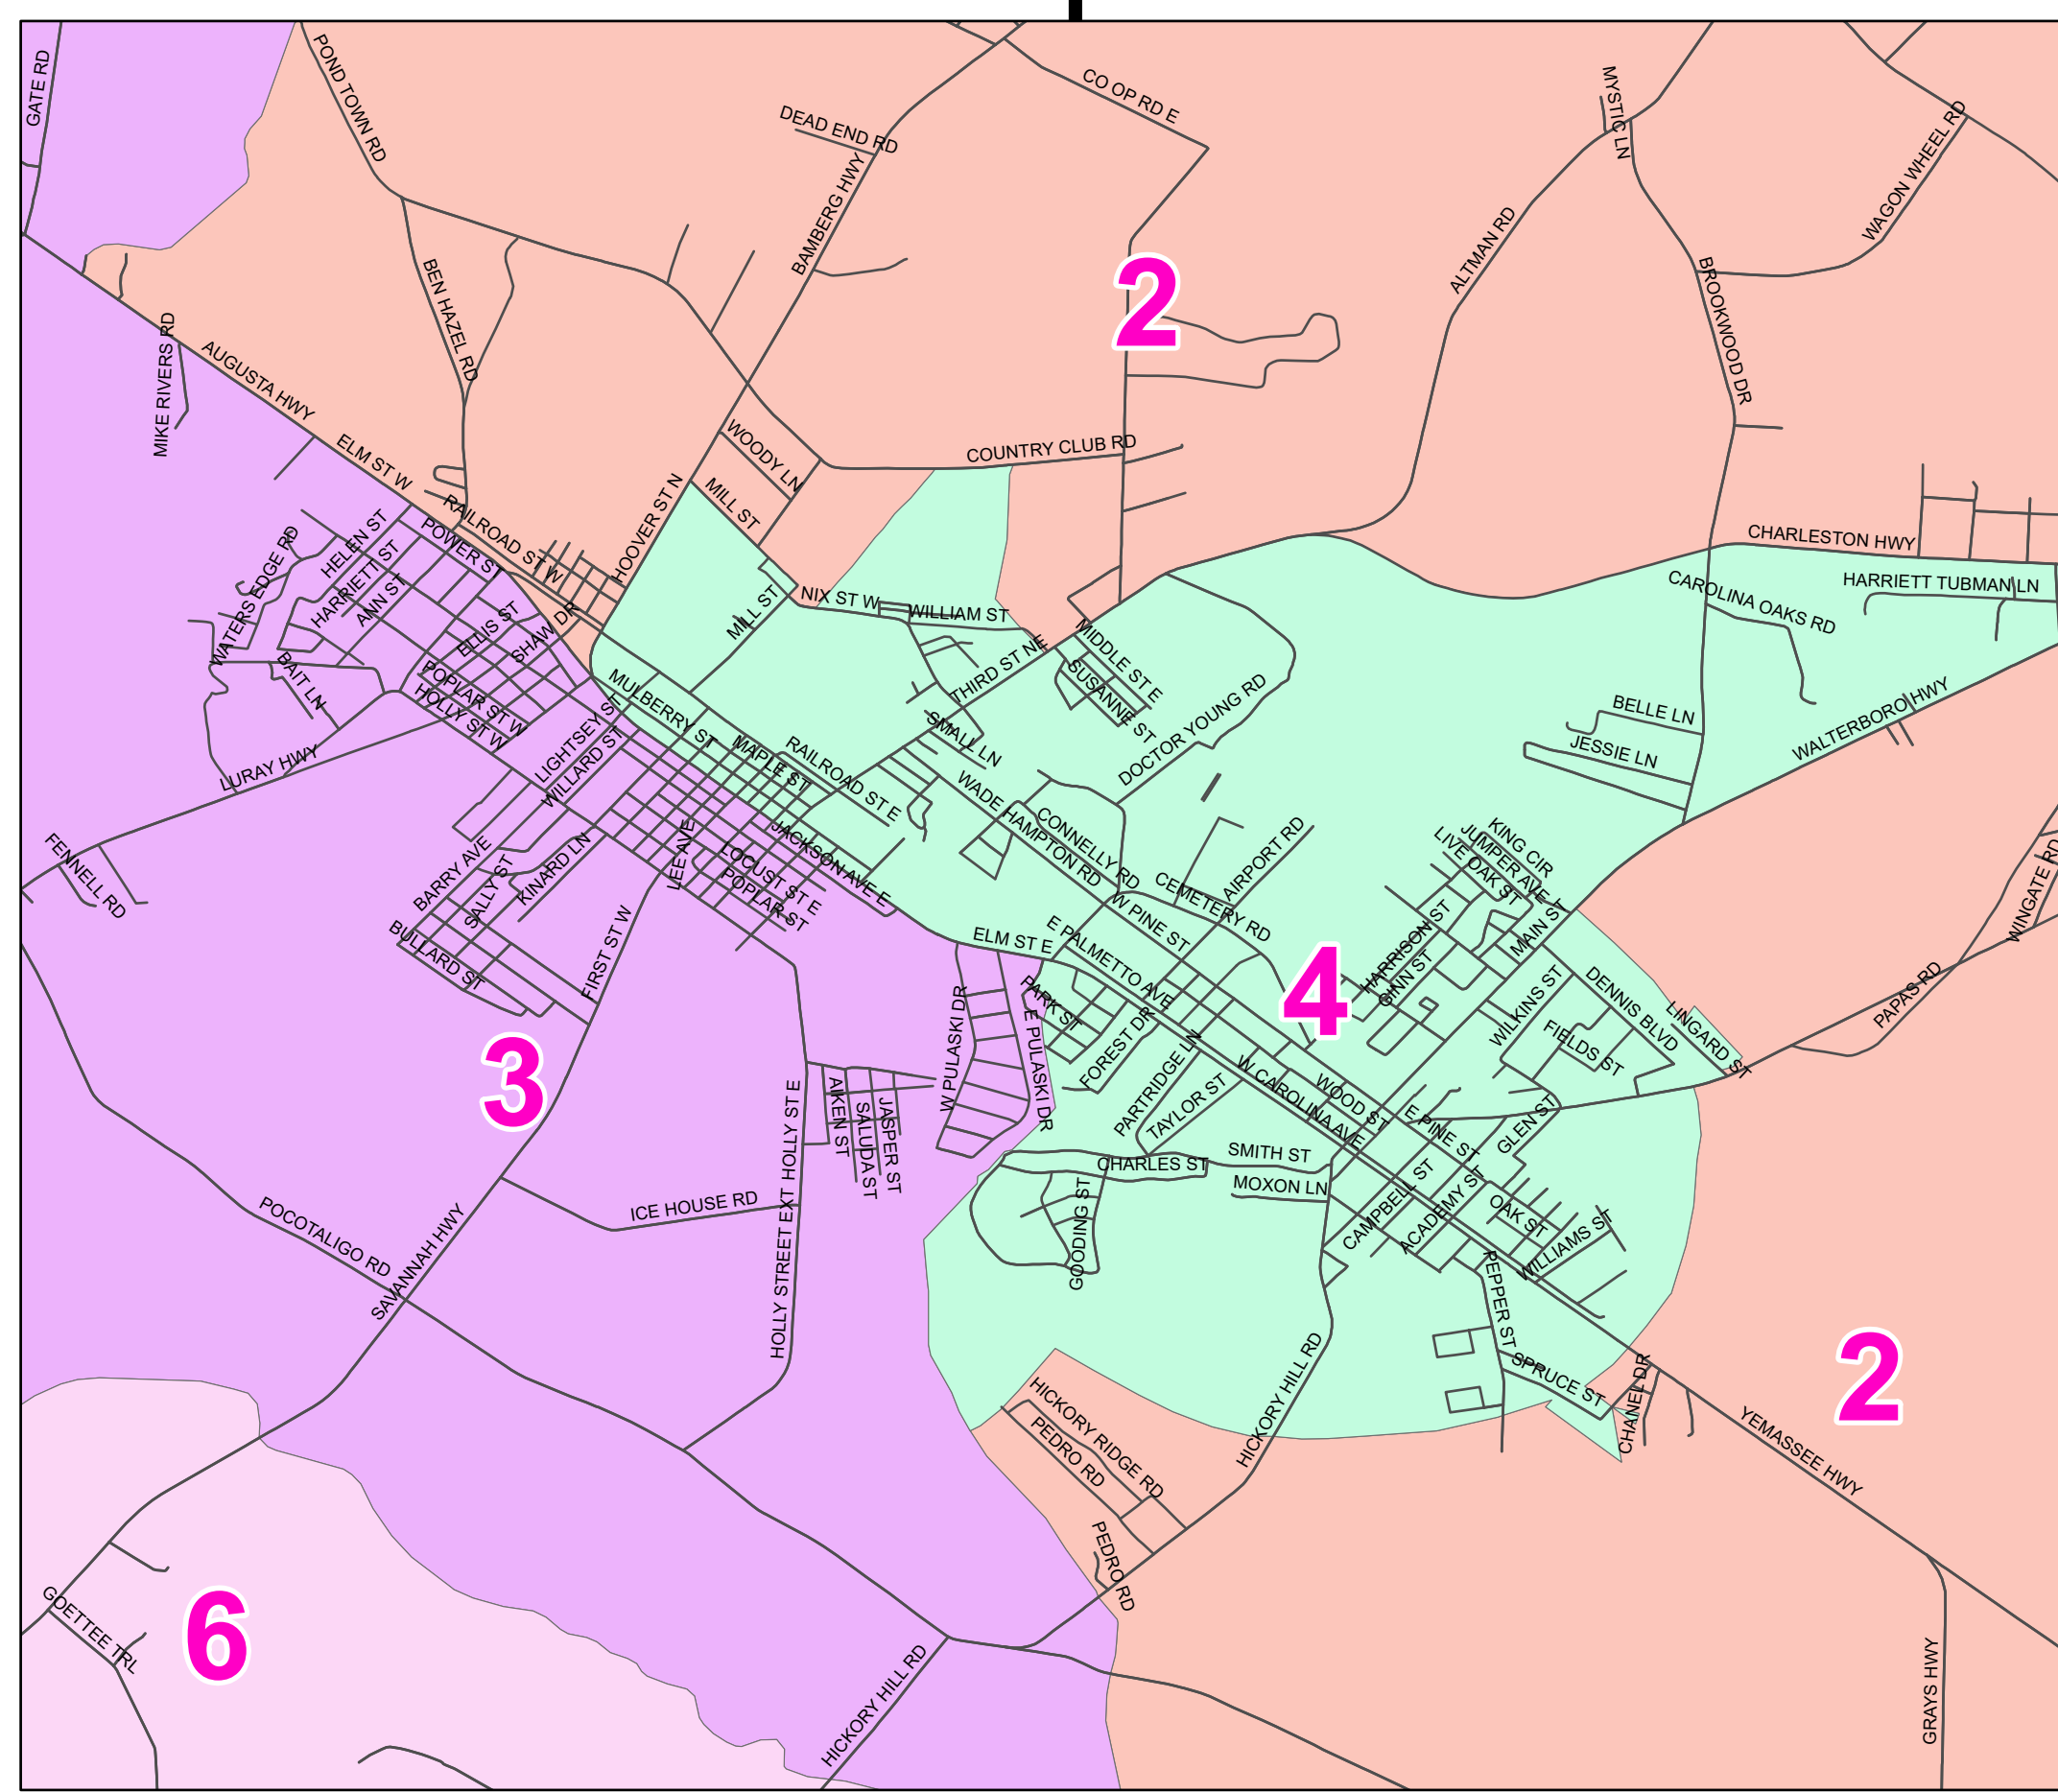 GATE RD
POND TOWN RD
DEAD END RD
CO OP RD E
MYSTIC LN
WAGON WHEEL RD
BAMBERG HWY
ALTMAN RD
BEN HAZEL RD
2
BROOKWOOD DR
MIKE RIVERS RD
AUGUSTA HWY
ELM ST W
WOODY LN
COUNTRY CLUB RD
MILL ST
HOOVER ST N
RAILROAD ST W
CHARLESTON HWY
WATERS EDGE RD
HELEN ST
HARRIETT ST
ANN ST
POWER ST
HARRIETT TUBMAN LN
CAROLINA OAKS RD
NIX ST W
WILLIAM ST
MILL ST
ELLIS ST
SHAW DR
BAIT LN
POPLAR ST W
HOLLY ST W
MULBERRY ST
THIRD ST NE
MIDDLE ST E
SUSANNE ST
DOCTOR YOUNG RD
BELLE LN
JESSIE LN
WALTERBORO HWY
LIGHTSEY ST
WILLARD ST
SMALL LN
MAPLE ST
RAILROAD ST E
LURAY HWY
WADE HAMPTON RD
CONNELLY RD
FENNELL RD
BARRY AVE
SALLY ST
KINARD LN
LEE AVE
JACKSON AVE E
LOCUST ST E
POPLAR ST
AIRPORT RD
CEMETERY RD
KING CIR
JUMPER AVE
LIVE OAK ST
WINGATE RD
BULLARD ST
FIRST ST W
ELM ST E
W PINE ST
E PALMETTO AVE
HARRISON ST
GINN ST
MAIN ST
4
WILKINS ST
DENNIS BLVD
FIELDS ST
LINGARD ST
PAPAS RD
3
W PULASKI DR
E PULASKI DR
PARK ST
FOREST DR
PARTRIDGE LN
TAYLOR ST
W CAROLINA AVE
WOOD ST
E PINE ST
GLEN ST
AIKEN ST
SALUDA ST
JASPER ST
HOLLY STREET EXT HOLLY ST E
CHARLES ST
SMITH ST
MOXON LN
CAMPBELL ST
ACADEMY ST
OAK ST
WILLIAMS ST
GOODING ST
ICE HOUSE RD
POCOTALIGO RD
SAVANNAH HWY
PEPPER ST
SPRUCE ST
CHANEL DR
2
HICKORY RIDGE RD
PEDRO RD
HICKORY HILL RD
YEMASSEE HWY
PEDRO RD
GOETTEE TRL
6
HICKORY HILL RD
GRAYS HWY